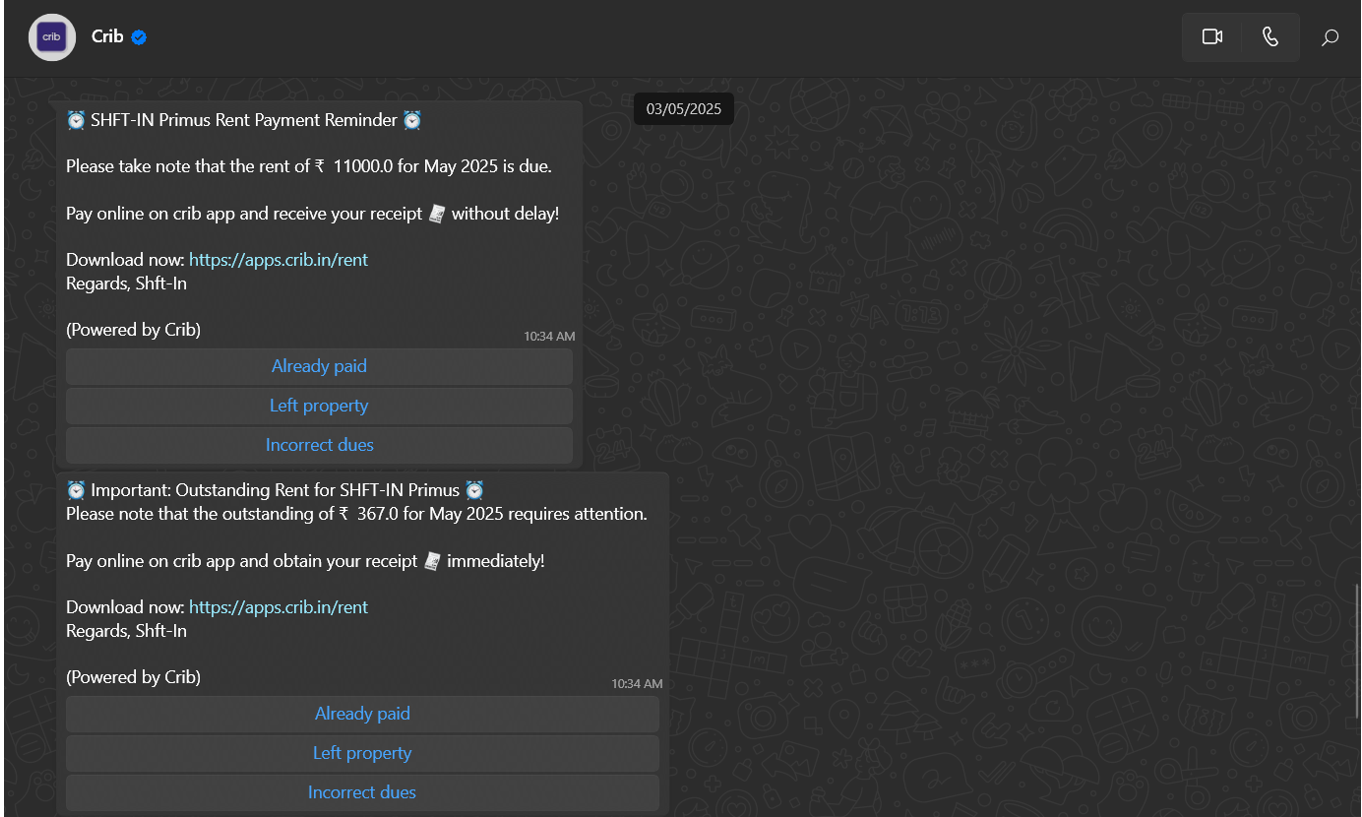 crib
Crib
03/05/2025
⏰ SHFT-IN Primus Rent Payment Reminder ⏰
Please take note that the rent of ₹ 11000.0 for May 2025 is due.
Pay online on crib app and receive your receipt 🧾 without delay!
Download now: https://apps.crib.in/rent
Regards, Shft-In
(Powered by Crib)
10:34 AM
Already paid
Left property
Incorrect dues
⏰ Important: Outstanding Rent for SHFT-IN Primus ⏰
Please note that the outstanding of ₹ 367.0 for May 2025 requires attention.
Pay online on crib app and obtain your receipt 🧾 immediately!
Download now: https://apps.crib.in/rent
Regards, Shft-In
(Powered by Crib)
10:34 AM
Already paid
Left property
Incorrect dues